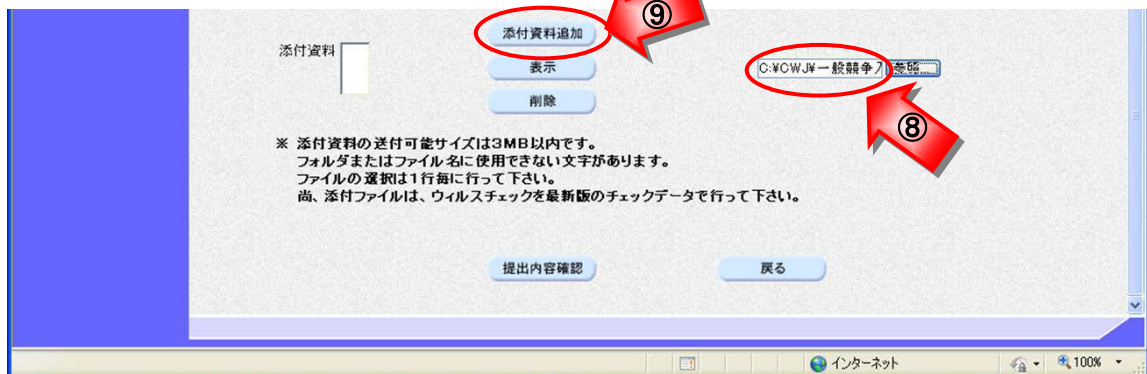 ⑨
添付資料追加
添付資料
表示
C:¥CWJ¥一般競争入 参照...
削除
⑧
※ 添付資料の送付可能サイズは3MB以内です。
フォルダまたはファイル名に使用できない文字があります。
ファイルの選択は1行毎に行って下さい。
尚、添付ファイルは、ウィルスチェックを最新版のチェックデータで行って下さい。
提出内容確認
戻る
インターネット
100%